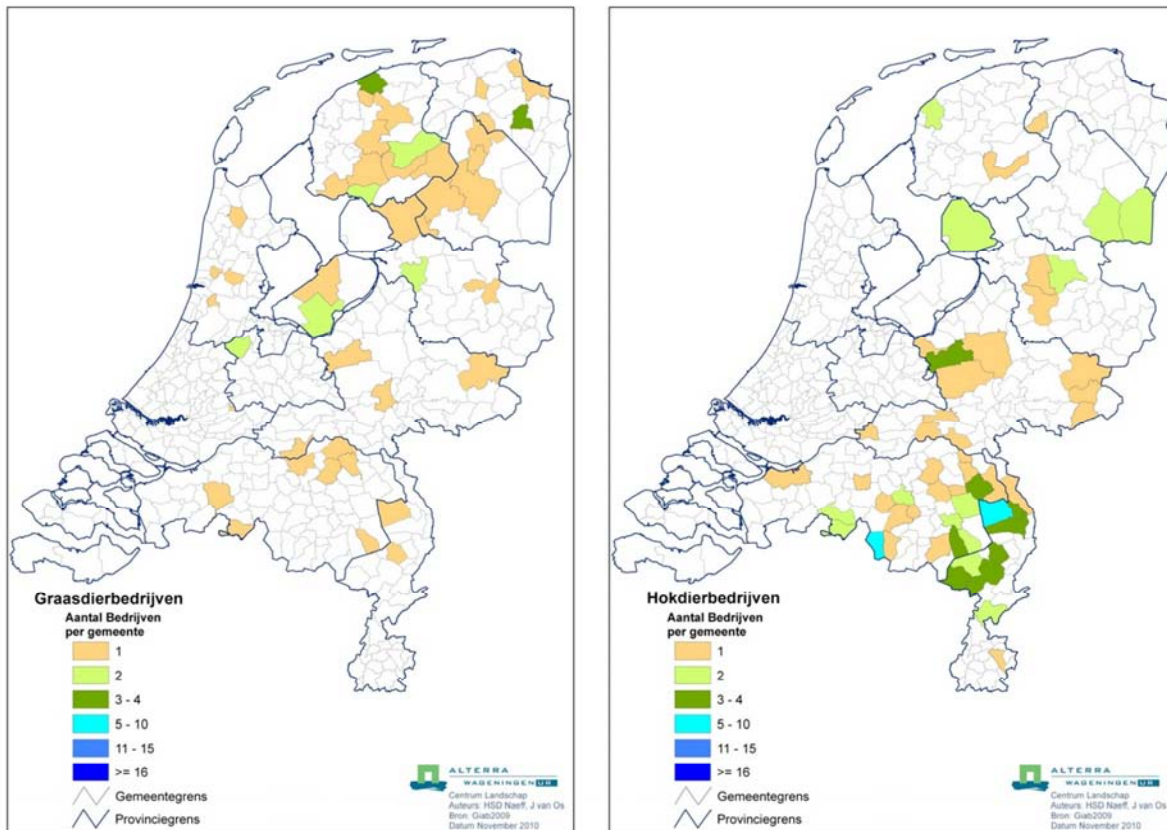 Graasdierbedrijven
Aantal Bedrijven
per gemeente
1
2
3 - 4
5 - 10
11 - 15
>= 16
Gemeentegrens
Provinciegrens
ALTERRA
WAGENINGEN UR
Centrum Landschap
Auteurs: HSD Naeff, J van Os
Bron: Giab2009
Datum November 2010
Hokdierbedrijven
Aantal Bedrijven
per gemeente
1
2
3 - 4
5 - 10
11 - 15
>= 16
Gemeentegrens
Provinciegrens
ALTERRA
WAGENINGEN UR
Centrum Landschap
Auteurs: HSD Naeff, J van Os
Bron: Giab2009
Datum November 2010